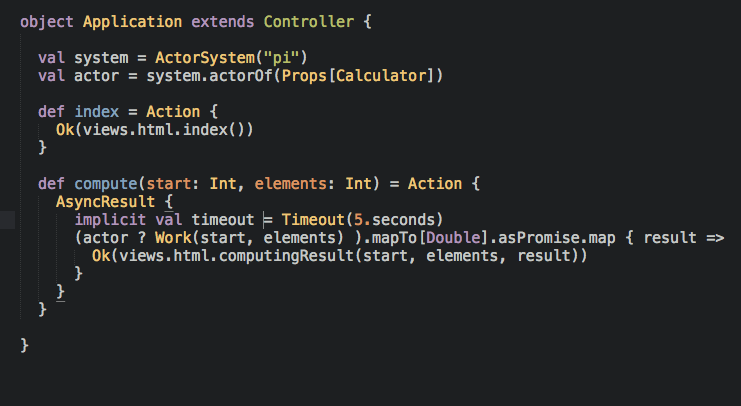 object Application extends Controller {
val system = ActorSystem("pi")
val actor = system.actorOf(Props[Calculator])
def index = Action {
Ok(views.html.index())
}
def compute(start: Int, elements: Int) = Action {
AsyncResult {
implicit val timeout = Timeout(5.seconds)
(actor ? Work(start, elements) ).mapTo[Double].asPromise.map { result =>
Ok(views.html.computingResult(start, elements, result))
}
}
}
}